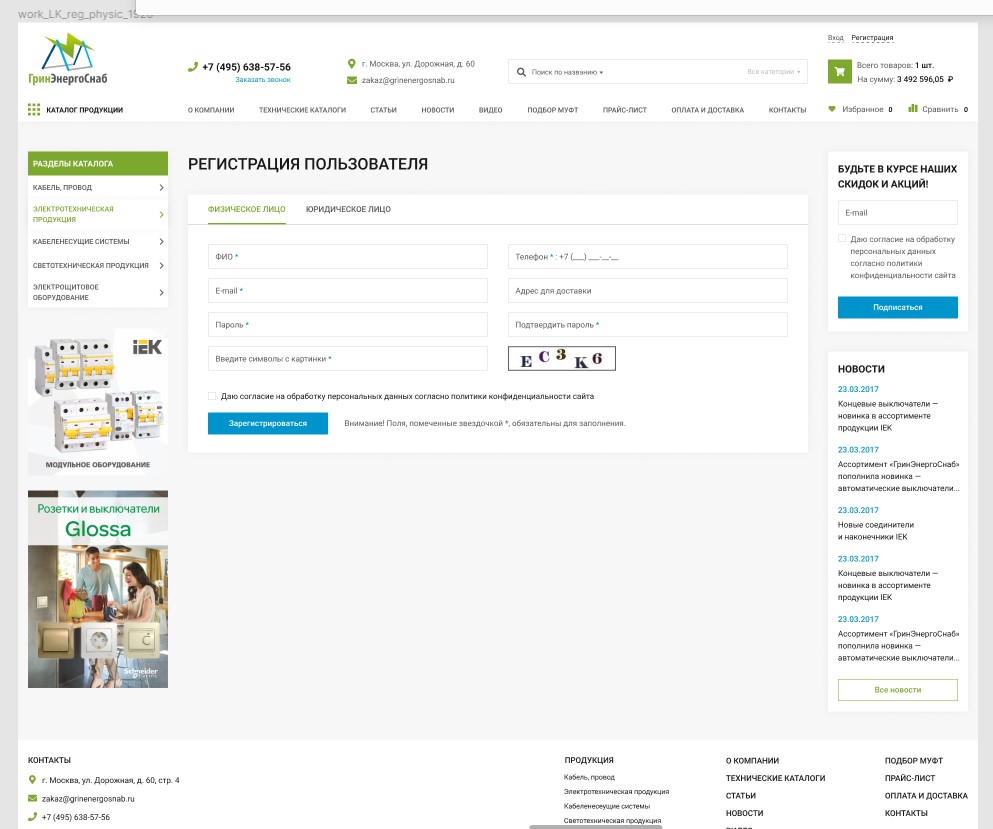 work_LK_reg_physic_1920
Вход Регистрация
ГринЭнергоСнаб
+7 (495) 638-57-56
Заказать звонок
г. Москва, ул. Дорожная, д. 60
zakaz@grinenergosnab.ru
Поиск по названию
Все категории
Всего товаров: 1 шт.
На сумму: 3 492 596,05 ₽
КАТАЛОГ ПРОДУКЦИИ
О КОМПАНИИ ТЕХНИЧЕСКИЕ КАТАЛОГИ СТАТЬИ НОВОСТИ ВИДЕО ПОДБОР МУФТ ПРАЙС-ЛИСТ ОПЛАТА И ДОСТАВКА КОНТАКТЫ
Избранное 0 Сравнить 0
РАЗДЕЛЫ КАТАЛОГА
КАБЕЛЬ, ПРОВОД
ЭЛЕКТРОТЕХНИЧЕСКАЯ
ПРОДУКЦИЯ
КАБЕЛЕНЕСУЩИЕ СИСТЕМЫ
СВЕТОТЕХНИЧЕСКАЯ ПРОДУКЦИЯ
ЭЛЕКТРОЩИТОВОЕ
ОБОРУДОВАНИЕ
IEK
МОДУЛЬНОЕ ОБОРУДОВАНИЕ
Розетки и выключатели
Glossa
Schneider
РЕГИСТРАЦИЯ ПОЛЬЗОВАТЕЛЯ
ФИЗИЧЕСКОЕ ЛИЦО ЮРИДИЧЕСКОЕ ЛИЦО
ФИО *
Телефон * : +7 (___) ___-__-__
E-mail *
Адрес для доставки
Пароль *
Подтвердить пароль *
Введите символы с картинки *
E C 3 K 6
Даю согласие на обработку персональных данных согласно политики конфиденциальности сайта
Зарегистрироваться
Внимание! Поля, помеченные звездочкой *, обязательны для заполнения.
БУДЬТЕ В КУРСЕ НАШИХ
СКИДОК И АКЦИЙ!
E-mail
Даю согласие на обработку
персональных данных
согласно политики
конфиденциальности сайта
Подписаться
НОВОСТИ
23.03.2017
Концевые выключатели —
новинка в ассортименте
продукции IEK
23.03.2017
Ассортимент «ГринЭнергоСнаб»
пополнила новинка —
автоматические выключатели...
23.03.2017
Новые соединители
и наконечники IEK
23.03.2017
Концевые выключатели —
новинка в ассортименте
продукции IEK
23.03.2017
Ассортимент «ГринЭнергоСнаб»
пополнила новинка —
автоматические выключатели...
Все новости
КОНТАКТЫ
г. Москва, ул. Дорожная, д. 60, стр. 4
zakaz@grinenergosnab.ru
+7 (495) 638-57-56
ПРОДУКЦИЯ
Кабель, провод
Электротехническая продукция
Кабеленесеущие системы
Светотехническая продукция
О КОМПАНИИ
ТЕХНИЧЕСКИЕ КАТАЛОГИ
СТАТЬИ
НОВОСТИ
ПОДБОР МУФТ
ПРАЙС-ЛИСТ
ОПЛАТА И ДОСТАВКА
КОНТАКТЫ